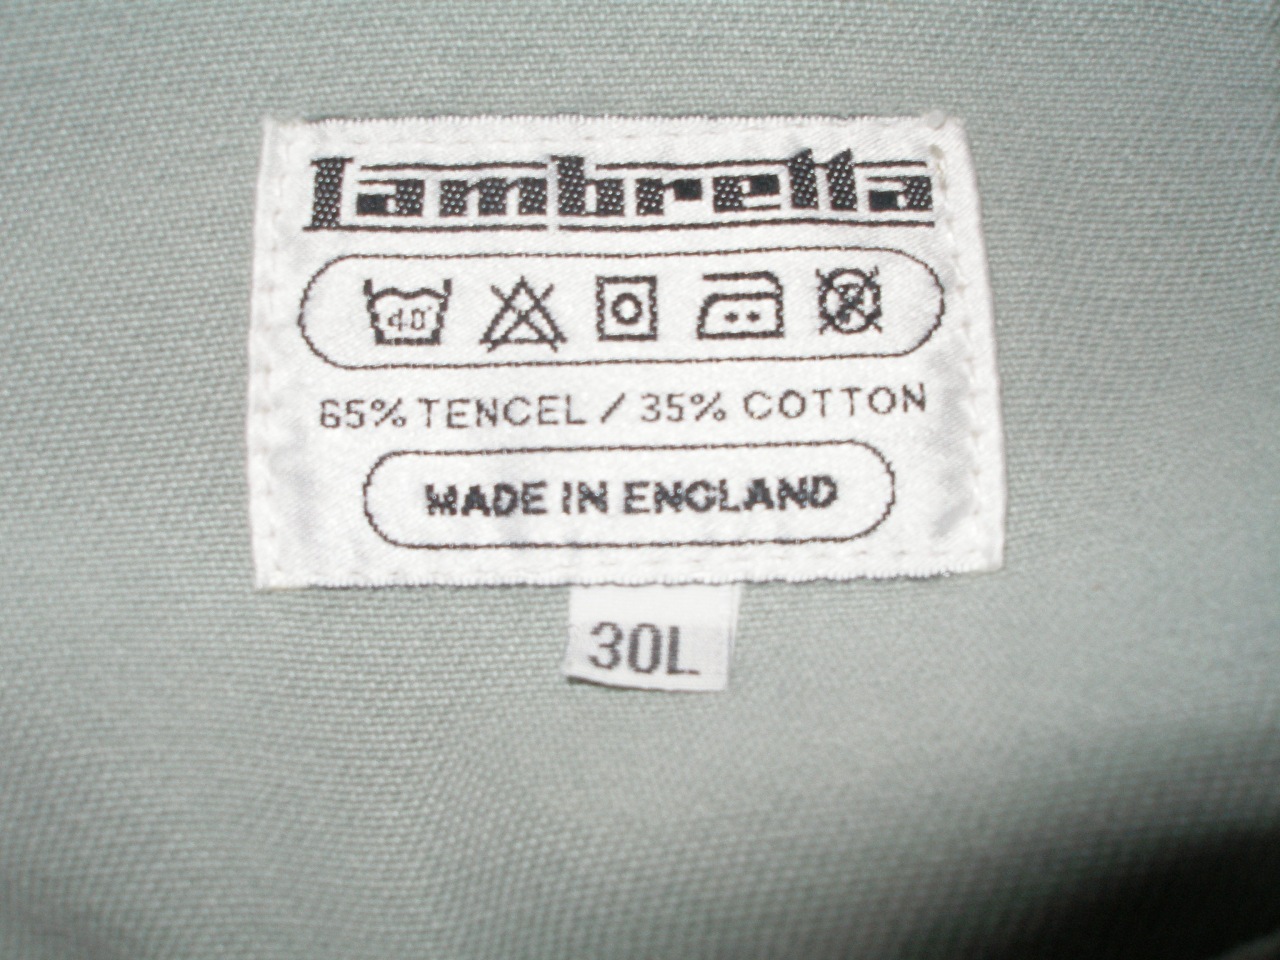 Lambretta
40°
65% TENCEL / 35% COTTON
MADE IN ENGLAND
30L